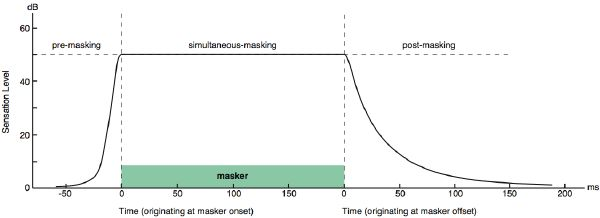 dB
60
pre-masking simultaneous-masking post-masking
40
Sensation Level
20
masker
0
-50 0 50 100 150 0 50 100 150 200 ms
Time (originating at masker onset) Time (originating at masker offset)